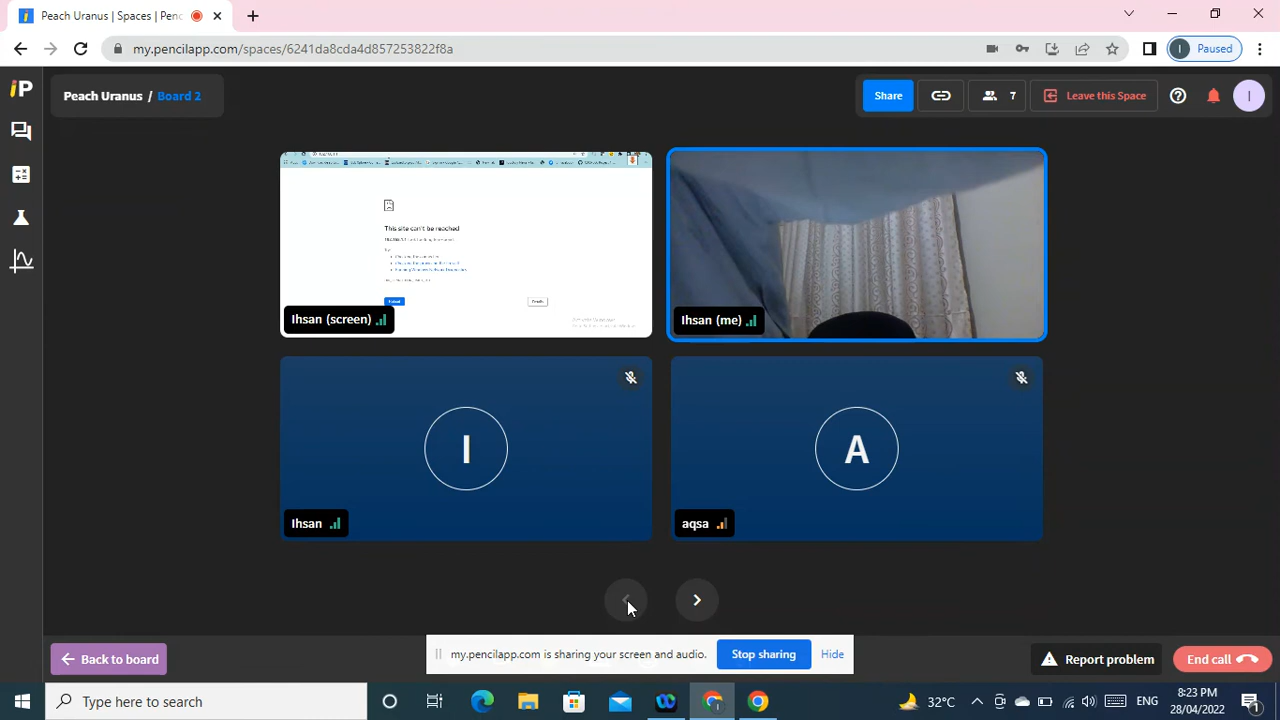 Peach Uranus | Spaces | Pen
my.pencilapp.com/spaces/6241da8cda4d857253822f8a
I
Paused
iP
Peach Uranus / Board 2
Share
7
Leave this Space
I
This site can't be reached
Ihsan (screen)
Ihsan (me)
I
A
Ihsan
aqsa
Back to board
my.pencilapp.com is sharing your screen and audio.
Stop sharing
Hide
Report problem
End call
Type here to search
32°C
ENG
8:23 PM
28/04/2022